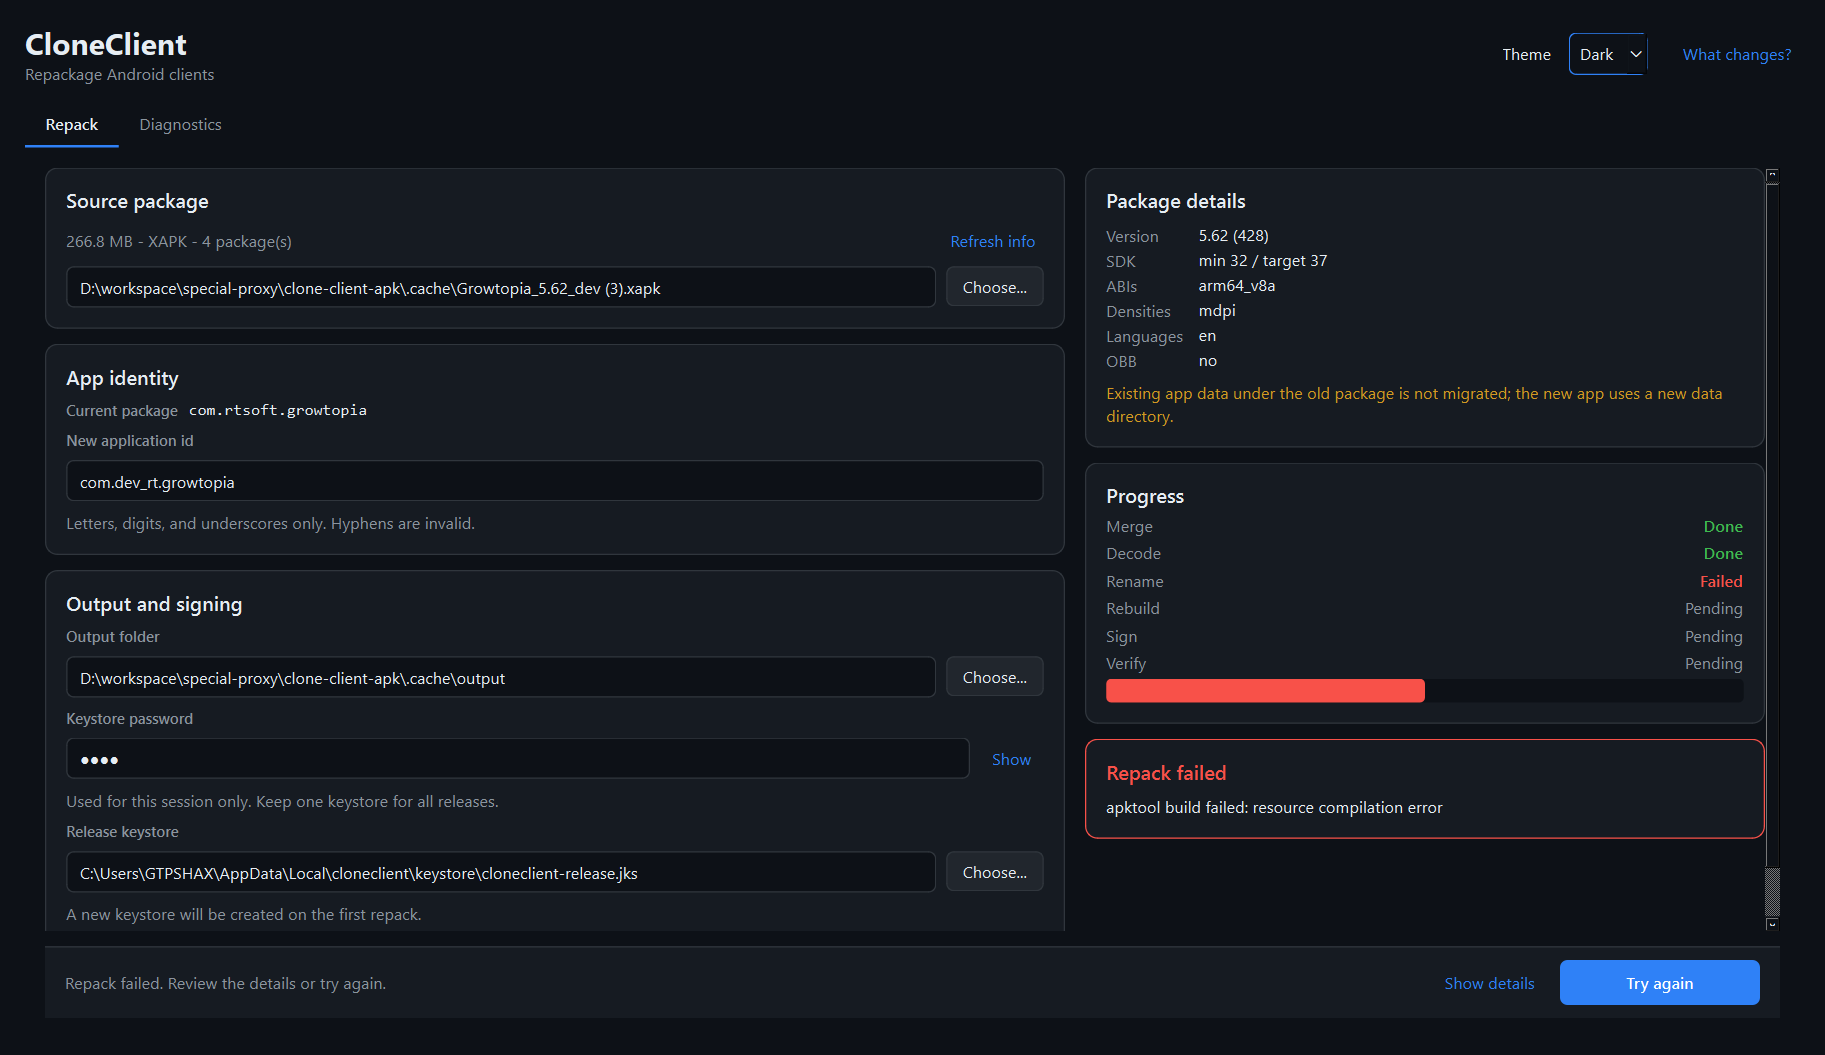 CloneClient
Repackage Android clients
Theme
Dark
What changes?
Repack
Diagnostics
Source package
266.8 MB - XAPK - 4 package(s)
Refresh info
D:\workspace\special-proxy\clone-client-apk\.cache\Growtopia_5.62_dev (3).xapk
Choose...
App identity
Current package com.rtsoft.growtopia
New application id
com.dev_rt.growtopia
Letters, digits, and underscores only. Hyphens are invalid.
Output and signing
Output folder
D:\workspace\special-proxy\clone-client-apk\.cache\output
Choose...
Keystore password
●●●●
Show
Used for this session only. Keep one keystore for all releases.
Release keystore
C:\Users\GTPSHAX\AppData\Local\cloneclient\keystore\cloneclient-release.jks
Choose...
A new keystore will be created on the first repack.
Package details
Version 5.62 (428)
SDK min 32 / target 37
ABIs arm64_v8a
Densities mdpi
Languages en
OBB no
Existing app data under the old package is not migrated; the new app uses a new data
directory.
Progress
Merge Done
Decode Done
Rename Failed
Rebuild Pending
Sign Pending
Verify Pending
Repack failed
apktool build failed: resource compilation error
Repack failed. Review the details or try again.
Show details
Try again